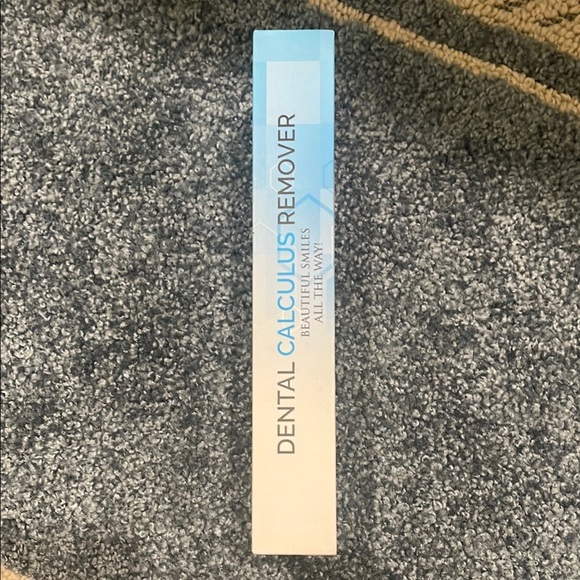 DENTAL CALCULUS REMOVER
BEAUTIFUL SMILES
ALL THE WAY!